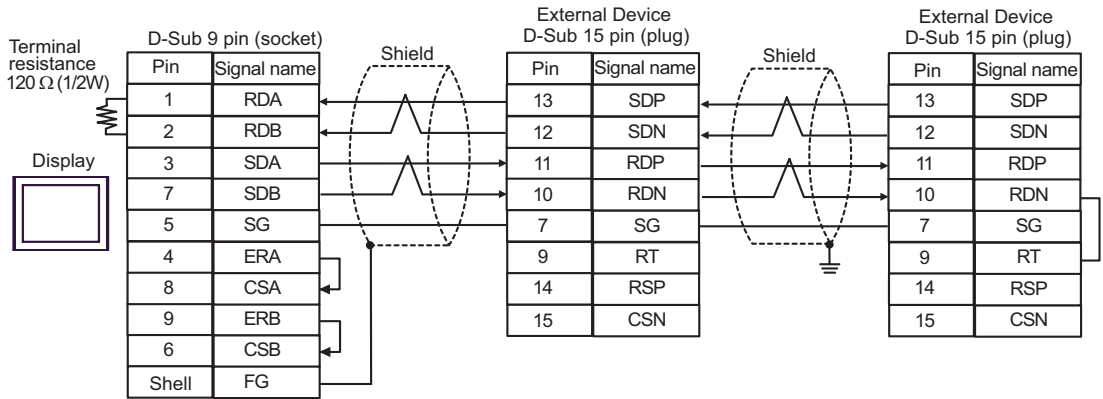 Terminal
resistance
120 Ω (1/2W)
Display
D-Sub 9 pin (socket)
Pin Signal name
1 RDA
2 RDB
3 SDA
7 SDB
5 SG
4 ERA
8 CSA
9 ERB
6 CSB
Shell FG
Shield
External Device
D-Sub 15 pin (plug)
Pin Signal name
13 SDP
12 SDN
11 RDP
10 RDN
7 SG
9 RT
14 RSP
15 CSN
Shield
External Device
D-Sub 15 pin (plug)
Pin Signal name
13 SDP
12 SDN
11 RDP
10 RDN
7 SG
9 RT
14 RSP
15 CSN